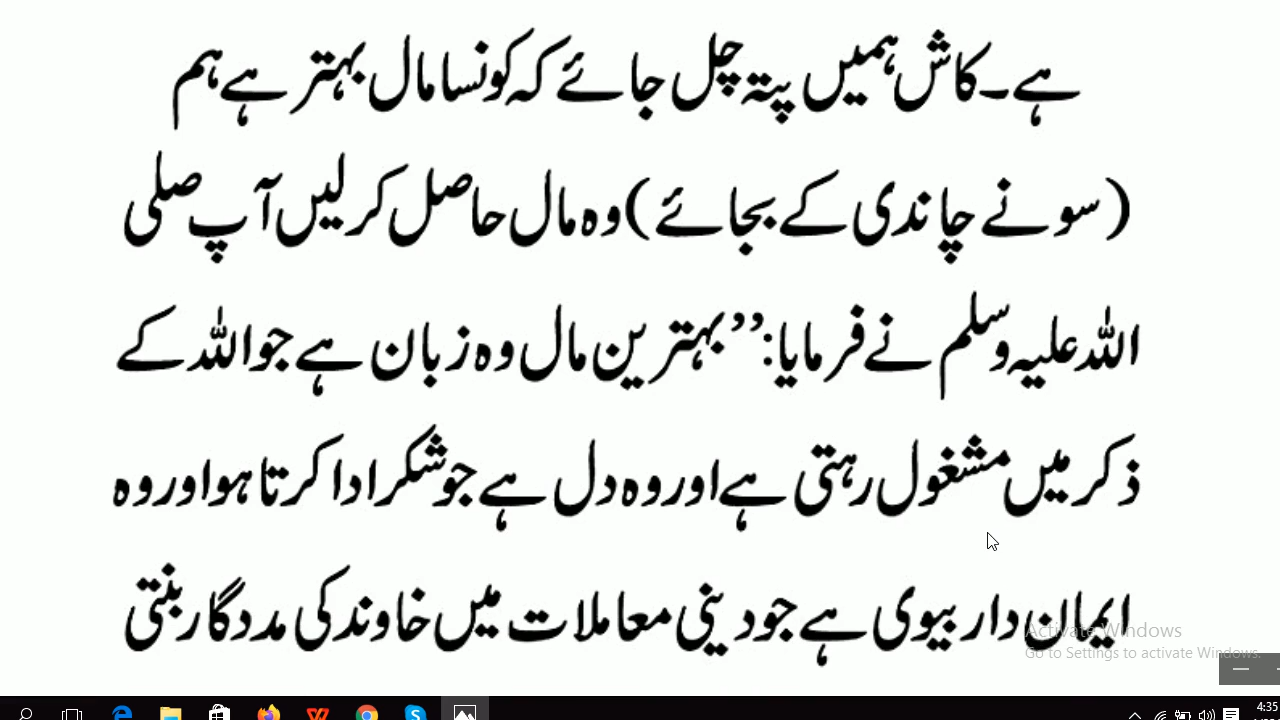 ہے۔ کاش ہمیں پتہ چل جائے کہ کونسا مال بہتر ہے ہم
(سونے چاندی کے بجائے) وہ مال حاصل کرلیں آپ صلی
اللہ علیہ وسلم نے فرمایا: ’’بہترین مال وہ زبان ہے جو اللہ کے
ذکر میں مشغول رہتی ہے اور وہ دل ہے جو شکر ادا کرتا ہو اور وہ
ایمان دار بیوی ہے جو دینی معاملات میں خاوند کی مددگار بنتی
Activate Windows
Go to Settings to activate Windows.
4:35